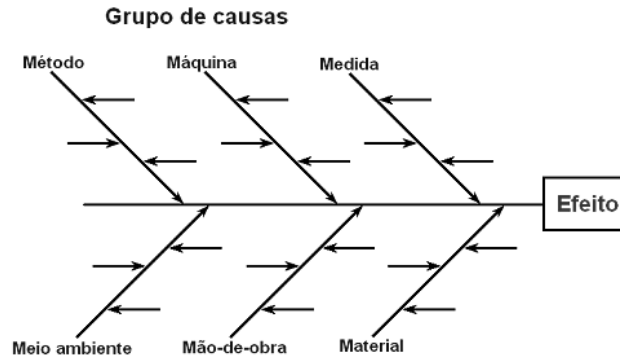 Grupo de causas
Método
Máquina
Medida
Efeito
Meio ambiente
Mão-de-obra
Material